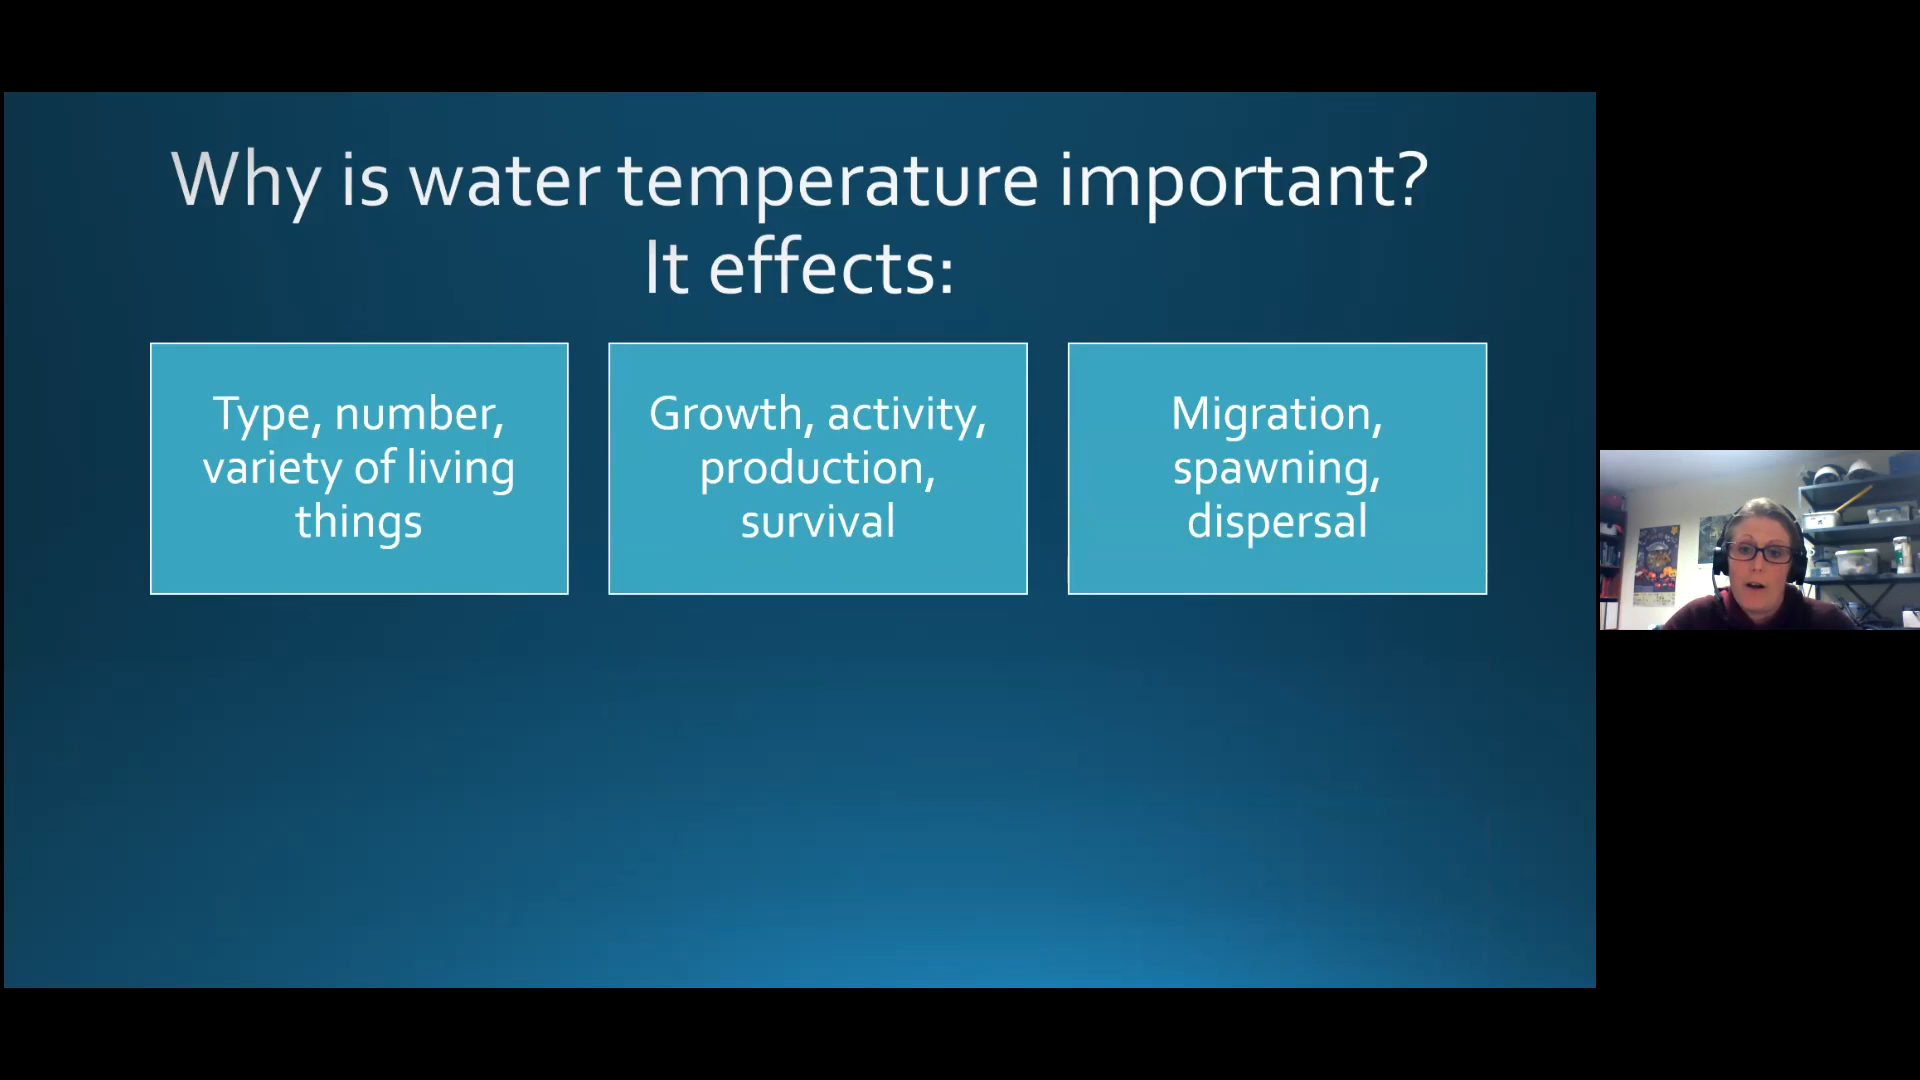 Why is water temperature important?
It effects:
Type, number,
variety of living
things
Growth, activity,
production,
survival
Migration,
spawning,
dispersal